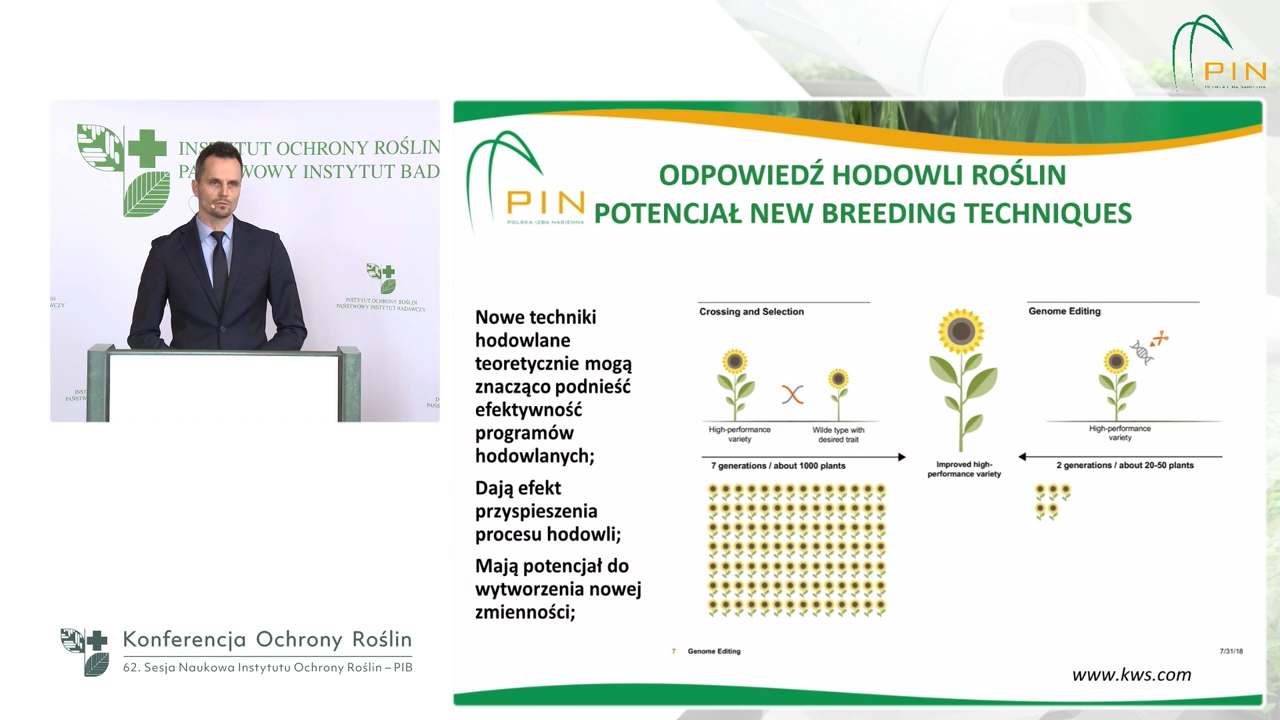 PIN
INSTYTUT OCHRONY ROŚLIN
PAŃSTWOWY INSTYTUT BAD
INSTYTUT OCHRONY ROŚLIN
PAŃSTWOWY INSTYTUT BADAWCZY
Konferencja Ochrony Roślin
62. Sesja Naukowa Instytutu Ochrony Roślin – PIB
PIN
POLSKA IZBA NASIENNA
ODPOWIEDŹ HODOWLI ROŚLIN
POTENCJAŁ NEW BREEDING TECHNIQUES
Nowe techniki
hodowlane
teoretycznie mogą
znacząco podnieść
efektywność
programów
hodowlanych;
Dają efekt
przyspieszenia
procesu hodowli;
Mają potencjał do
wytworzenia nowej
zmienności;
Crossing and Selection
High-performance
variety
Wilde type with
desired trait
7 generations / about 1000 plants
Improved high-
performance variety
Genome Editing
High-performance
variety
2 generations / about 20-50 plants
7 Genome Editing
7/31/18
www.kws.com